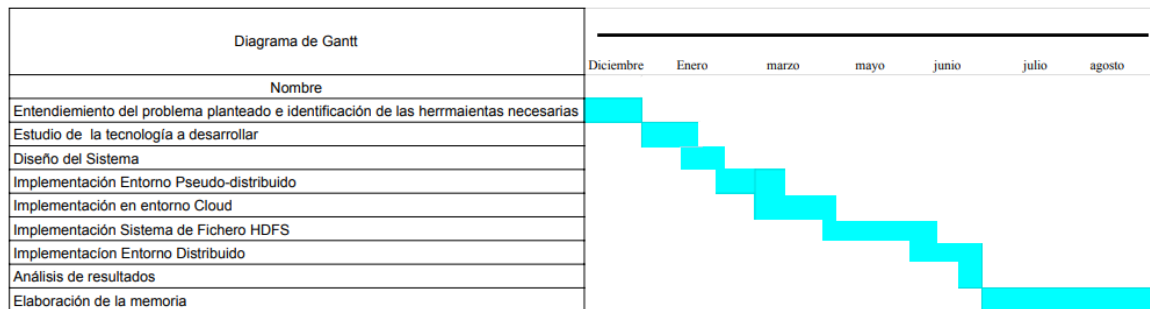 Diagrama de Gantt
Diciembre Enero marzo mayo junio julio agosto
Nombre
Entendiemiento del problema planteado e identificación de las herrmaientas necesarias
Estudio de la tecnología a desarrollar
Diseño del Sistema
Implementación Entorno Pseudo-distribuido
Implementación en entorno Cloud
Implementación Sistema de Fichero HDFS
Implementacíon Entorno Distribuido
Análisis de resultados
Elaboración de la memoria